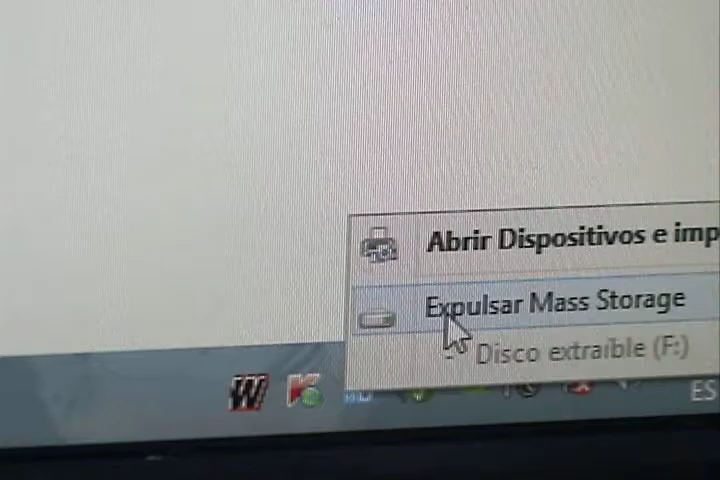 Abrir Dispositivos e imp
Expulsar Mass Storage
- Disco extraíble (F:)
W K ES